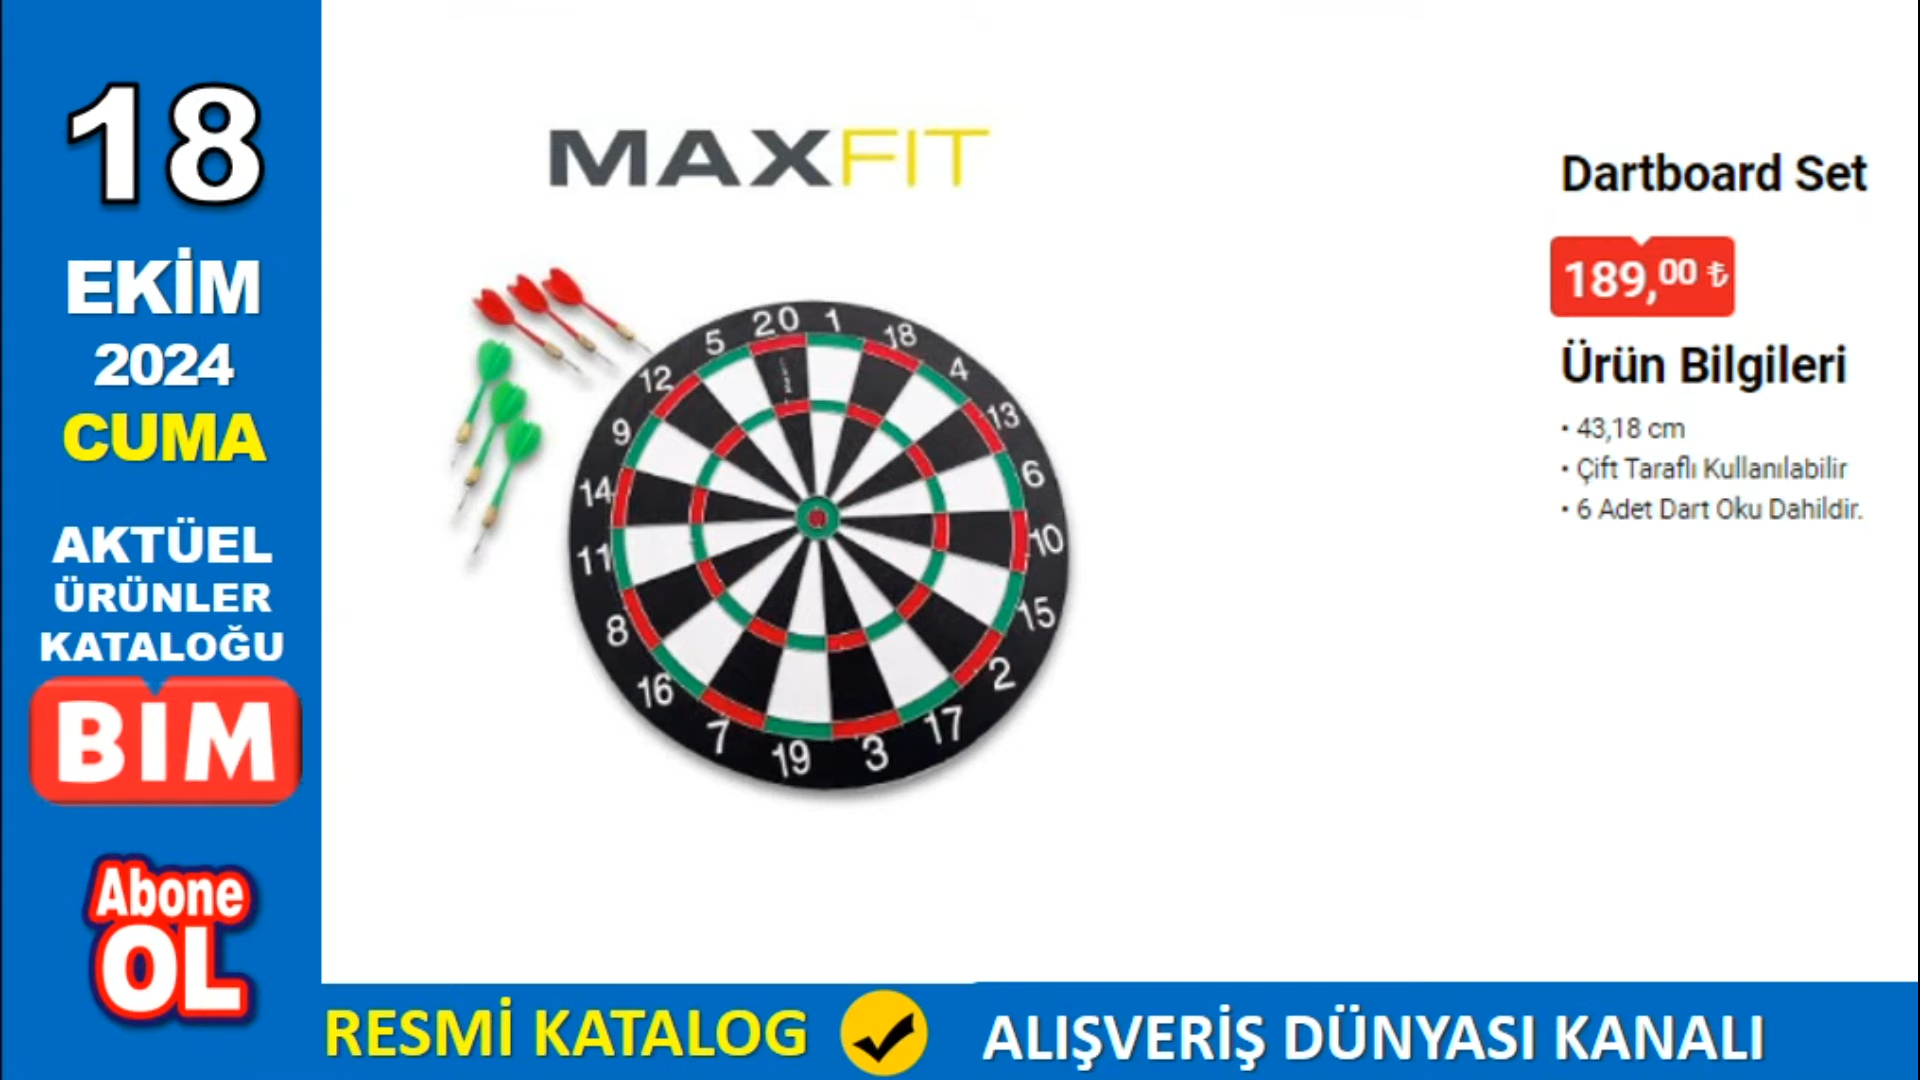 18
EKİM
2024
CUMA
AKTÜEL
ÜRÜNLER
KATALOĞU
BİM
Abone
OL
MAXFIT
20
1
18
4
13
6
10
15
2
17
3
19
7
16
8
11
14
9
12
5
Dartboard Set
189,00 ₺
Ürün Bilgileri
• 43,18 cm
• Çift Taraflı Kullanılabilir
• 6 Adet Dart Oku Dahildir.
RESMİ KATALOG
ALIŞVERİŞ DÜNYASI KANALI